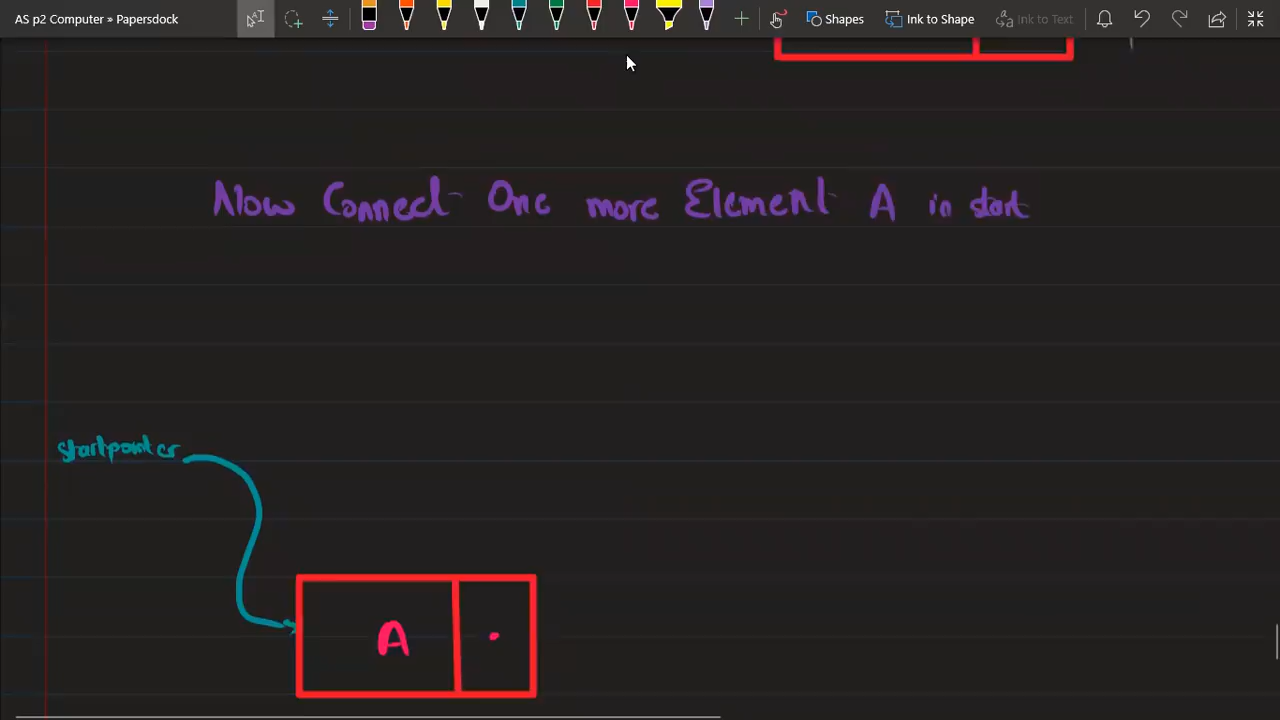 AS p2 Computer » Papersdock
Shapes
Ink to Shape
Ink to Text
Now Connect One more Element A in start
startpointer
A